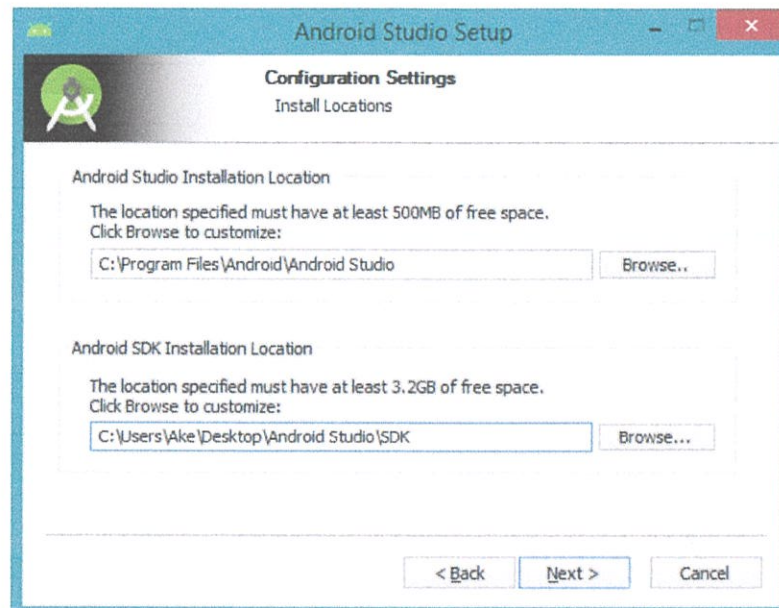 Android Studio Setup
Configuration Settings
Install Locations
Android Studio Installation Location
The location specified must have at least 500MB of free space.
Click Browse to customize:
C:\Program Files\Android\Android Studio
Browse..
Android SDK Installation Location
The location specified must have at least 3.2GB of free space.
Click Browse to customize:
C:\Users\Ake\Desktop\Android Studio\SDK
Browse...
< Back
Next >
Cancel